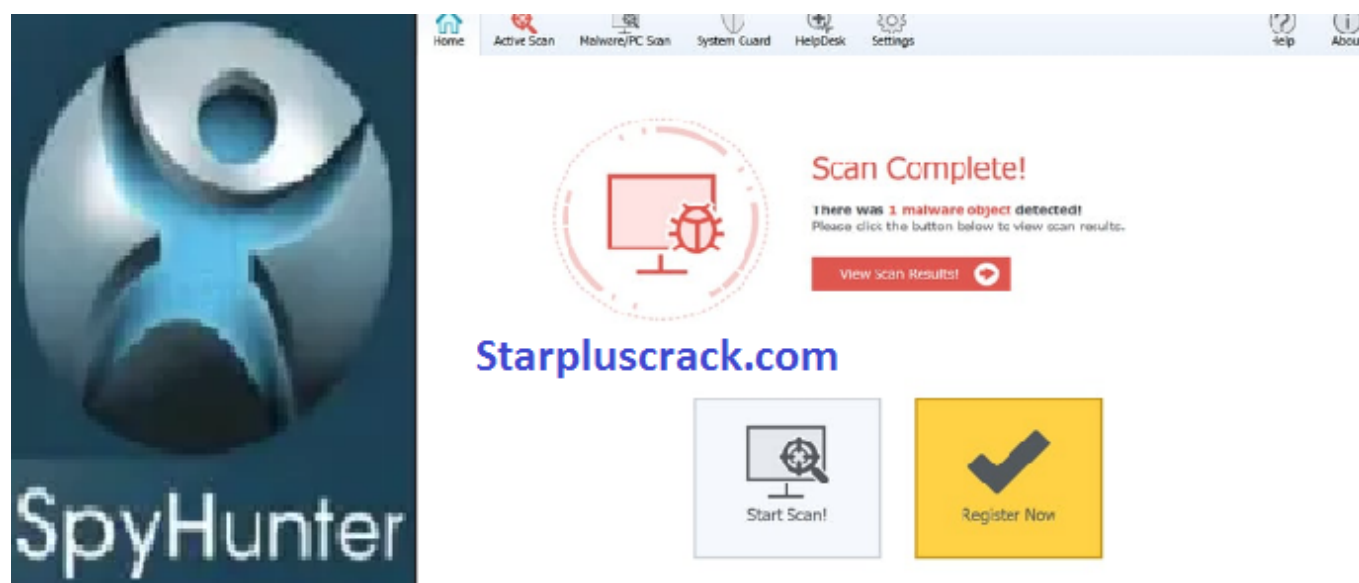 SpyHunter
Home Active Scan Malware/PC Scan System Guard HelpDesk Settings Help
Scan Complete!
There was 1 malware object detected!
Please click the button below to view scan results.
View Scan Results!
Starpluscrack.com
Start Scan!
Register Now